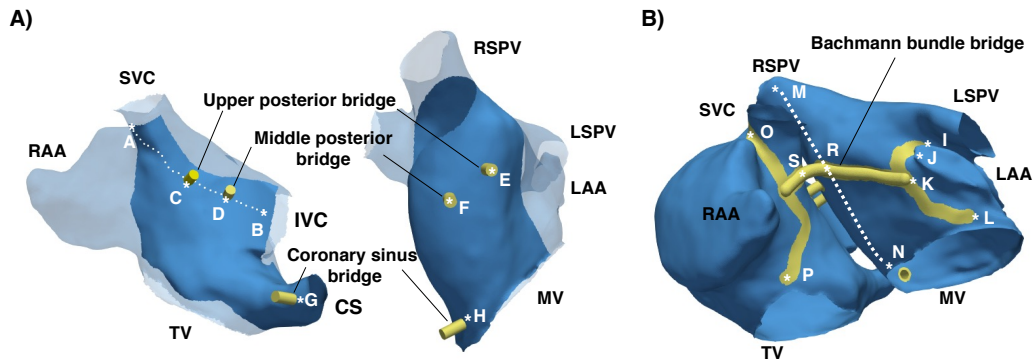 A)
RSPV
SVC
Upper posterior bridge
Middle posterior
bridge
RAA
LSPV
LAA
A
C
D
B
E
F
IVC
Coronary sinus
bridge
G
CS
H
MV
TV
B)
Bachmann bundle bridge
RSPV
M
SVC
LSPV
O
I
J
R
S
K
LAA
RAA
L
N
P
MV
TV